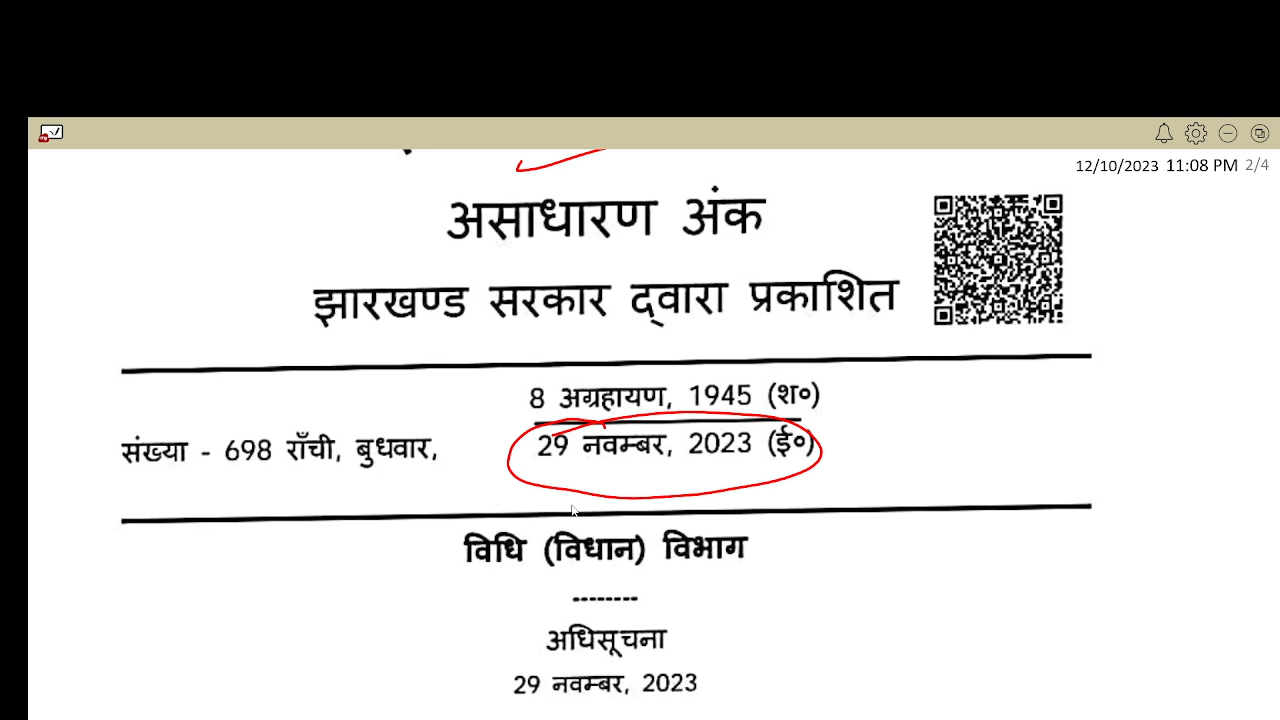 12/10/2023 11:08 PM 2/4
असाधारण अंक
झारखण्ड सरकार द्वारा प्रकाशित
8 अग्रहायण, 1945 (श०)
संख्या - 698 राँची, बुधवार,
29 नवम्बर, 2023 (ई०)
विधि (विधान) विभाग
--------
अधिसूचना
29 नवम्बर, 2023